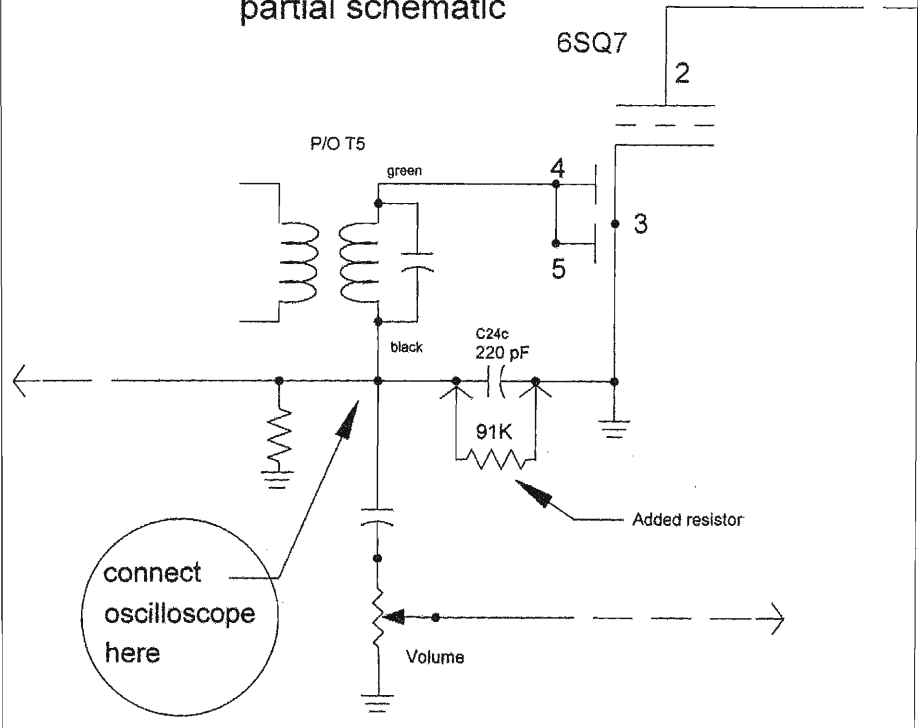 partial schematic
6SQ7
2
P/O T5
green
4
3
5
C24c
220 pF
black
91K
Added resistor
connect
oscilloscope
here
Volume